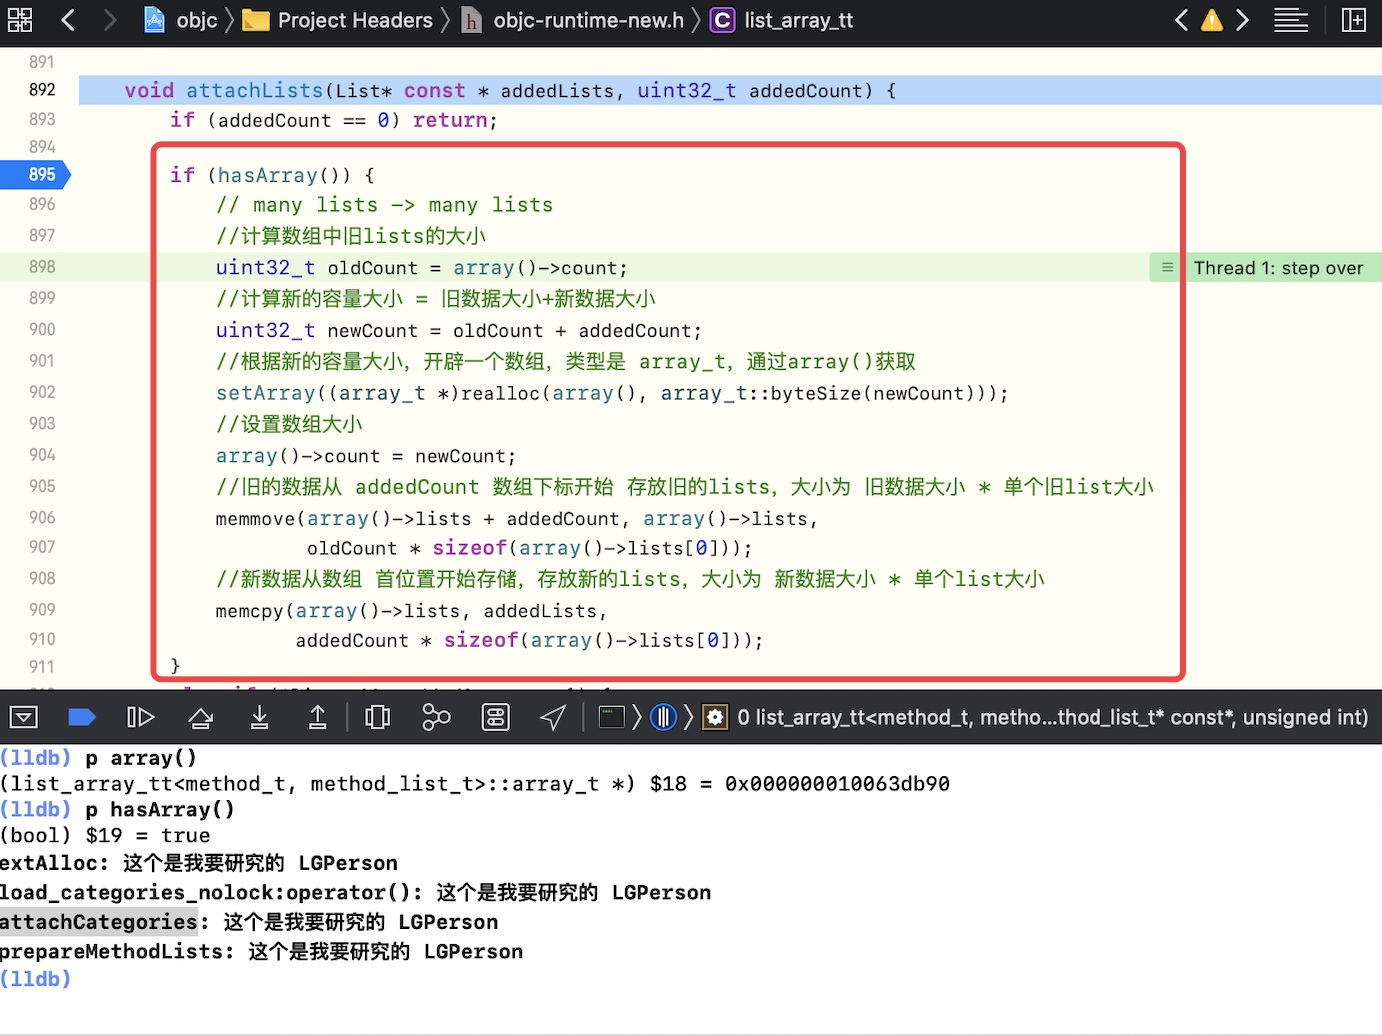 objc Project Headers h objc-runtime-new.h C list_array_tt
891
892 void attachLists(List* const * addedLists, uint32_t addedCount) {
893 if (addedCount == 0) return;
894
895 if (hasArray()) {
896 // many lists -> many lists
897 //计算数组中旧lists的大小
898 uint32_t oldCount = array()->count; Thread 1: step over
899 //计算新的容量大小 = 旧数据大小+新数据大小
900 uint32_t newCount = oldCount + addedCount;
901 //根据新的容量大小，开辟一个数组，类型是 array_t，通过array()获取
902 setArray((array_t *)realloc(array(), array_t::byteSize(newCount)));
903 //设置数组大小
904 array()->count = newCount;
905 //旧的数据从 addedCount 数组下标开始 存放旧的lists，大小为 旧数据大小 * 单个旧list大小
906 memmove(array()->lists + addedCount, array()->lists,
907 oldCount * sizeof(array()->lists[0]));
908 //新数据从数组 首位置开始存储，存放新的lists，大小为 新数据大小 * 单个list大小
909 memcpy(array()->lists, addedLists,
910 addedCount * sizeof(array()->lists[0]));
911 }
0 list_array_tt<method_t, metho...thod_list_t* const*, unsigned int)
(lldb) p array()
(list_array_tt<method_t, method_list_t>::array_t *) $18 = 0x000000010063db90
(lldb) p hasArray()
(bool) $19 = true
extAlloc: 这个是我要研究的 LGPerson
load_categories_nolock:operator(): 这个是我要研究的 LGPerson
attachCategories: 这个是我要研究的 LGPerson
prepareMethodLists: 这个是我要研究的 LGPerson
(lldb)